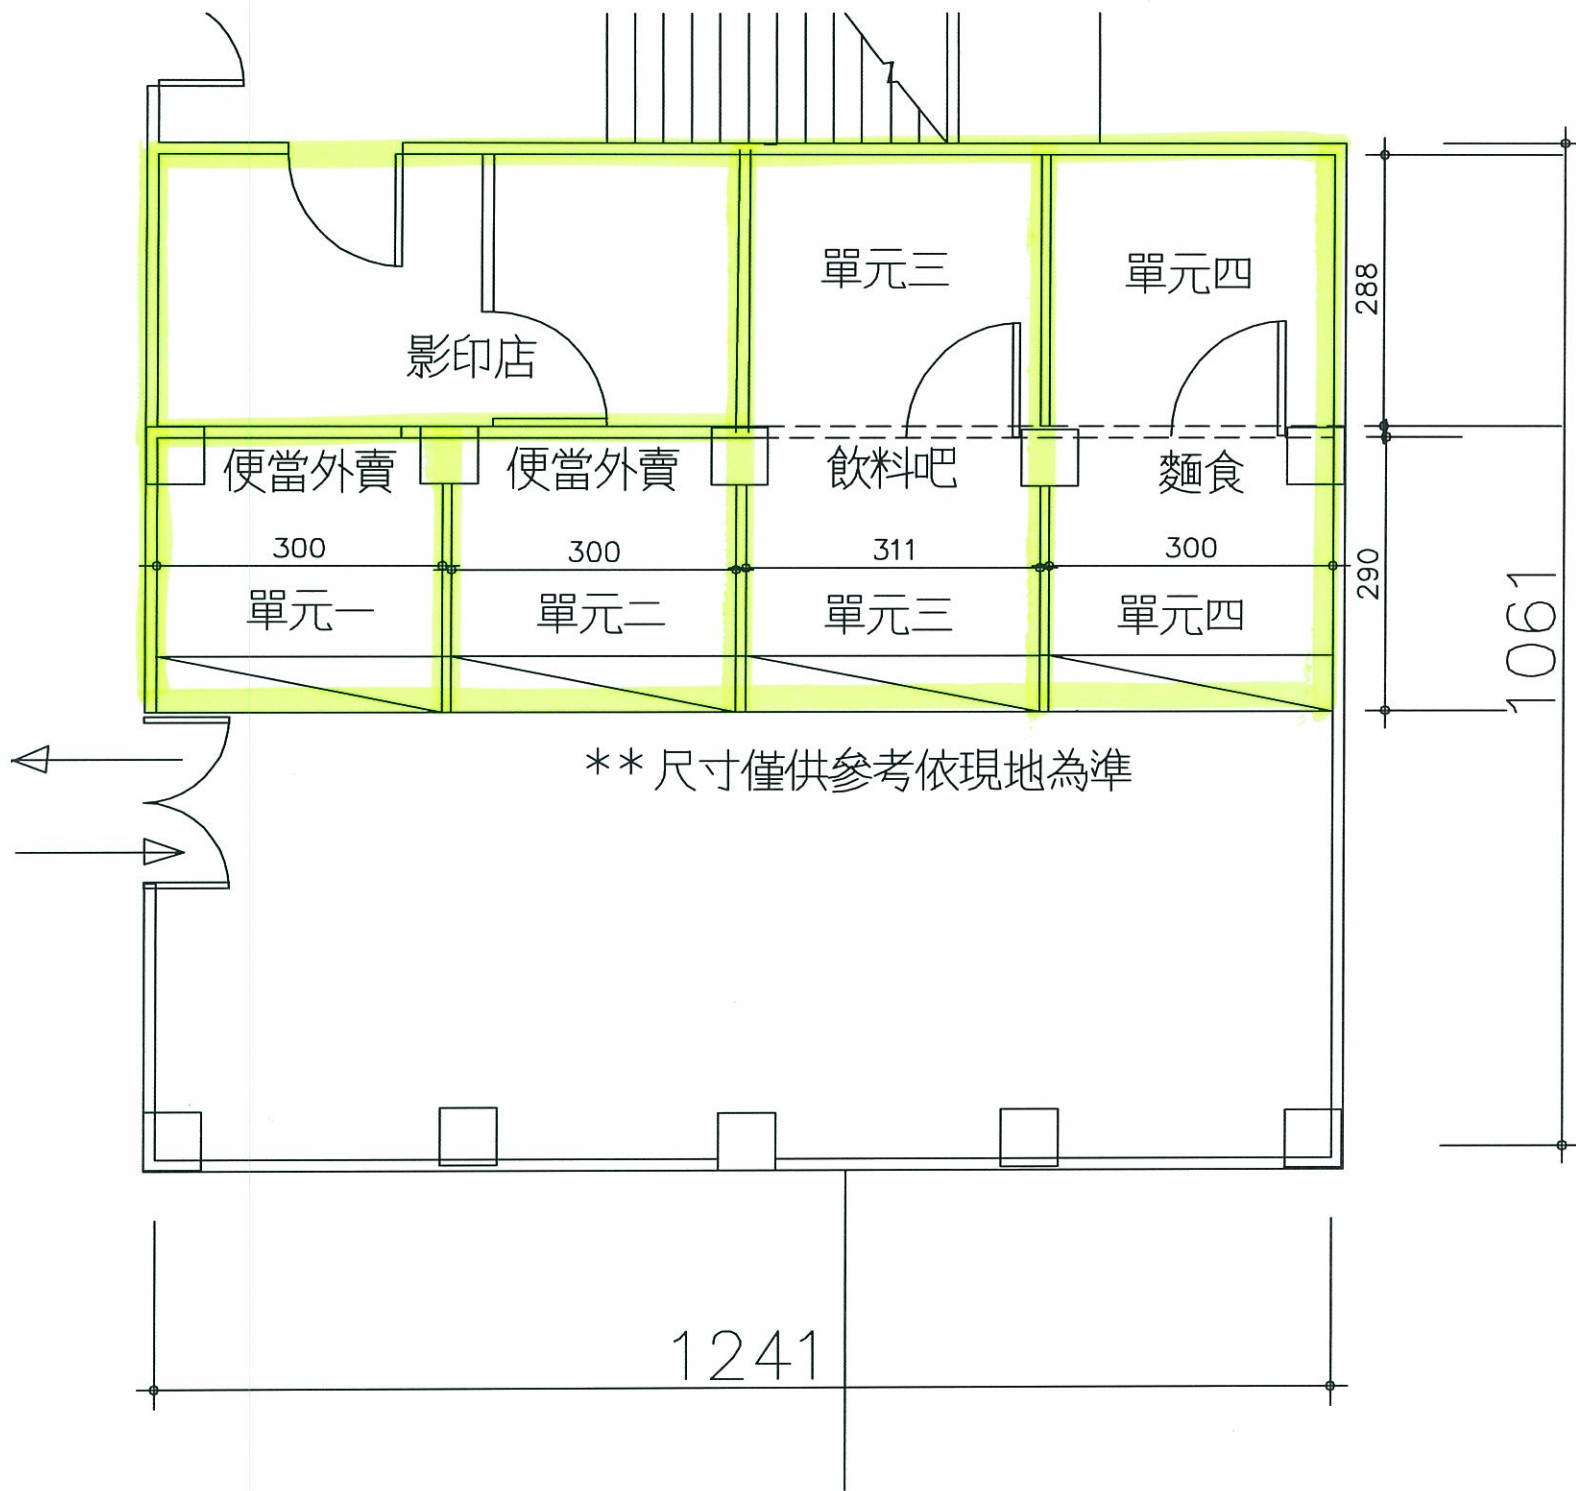 單元三
單元四
288
影印店
便當外賣
便當外賣
飲料吧
麵食
300
300
311
300
290
單元一
單元二
單元三
單元四
1061
**尺寸僅供參考依現地為準
1241